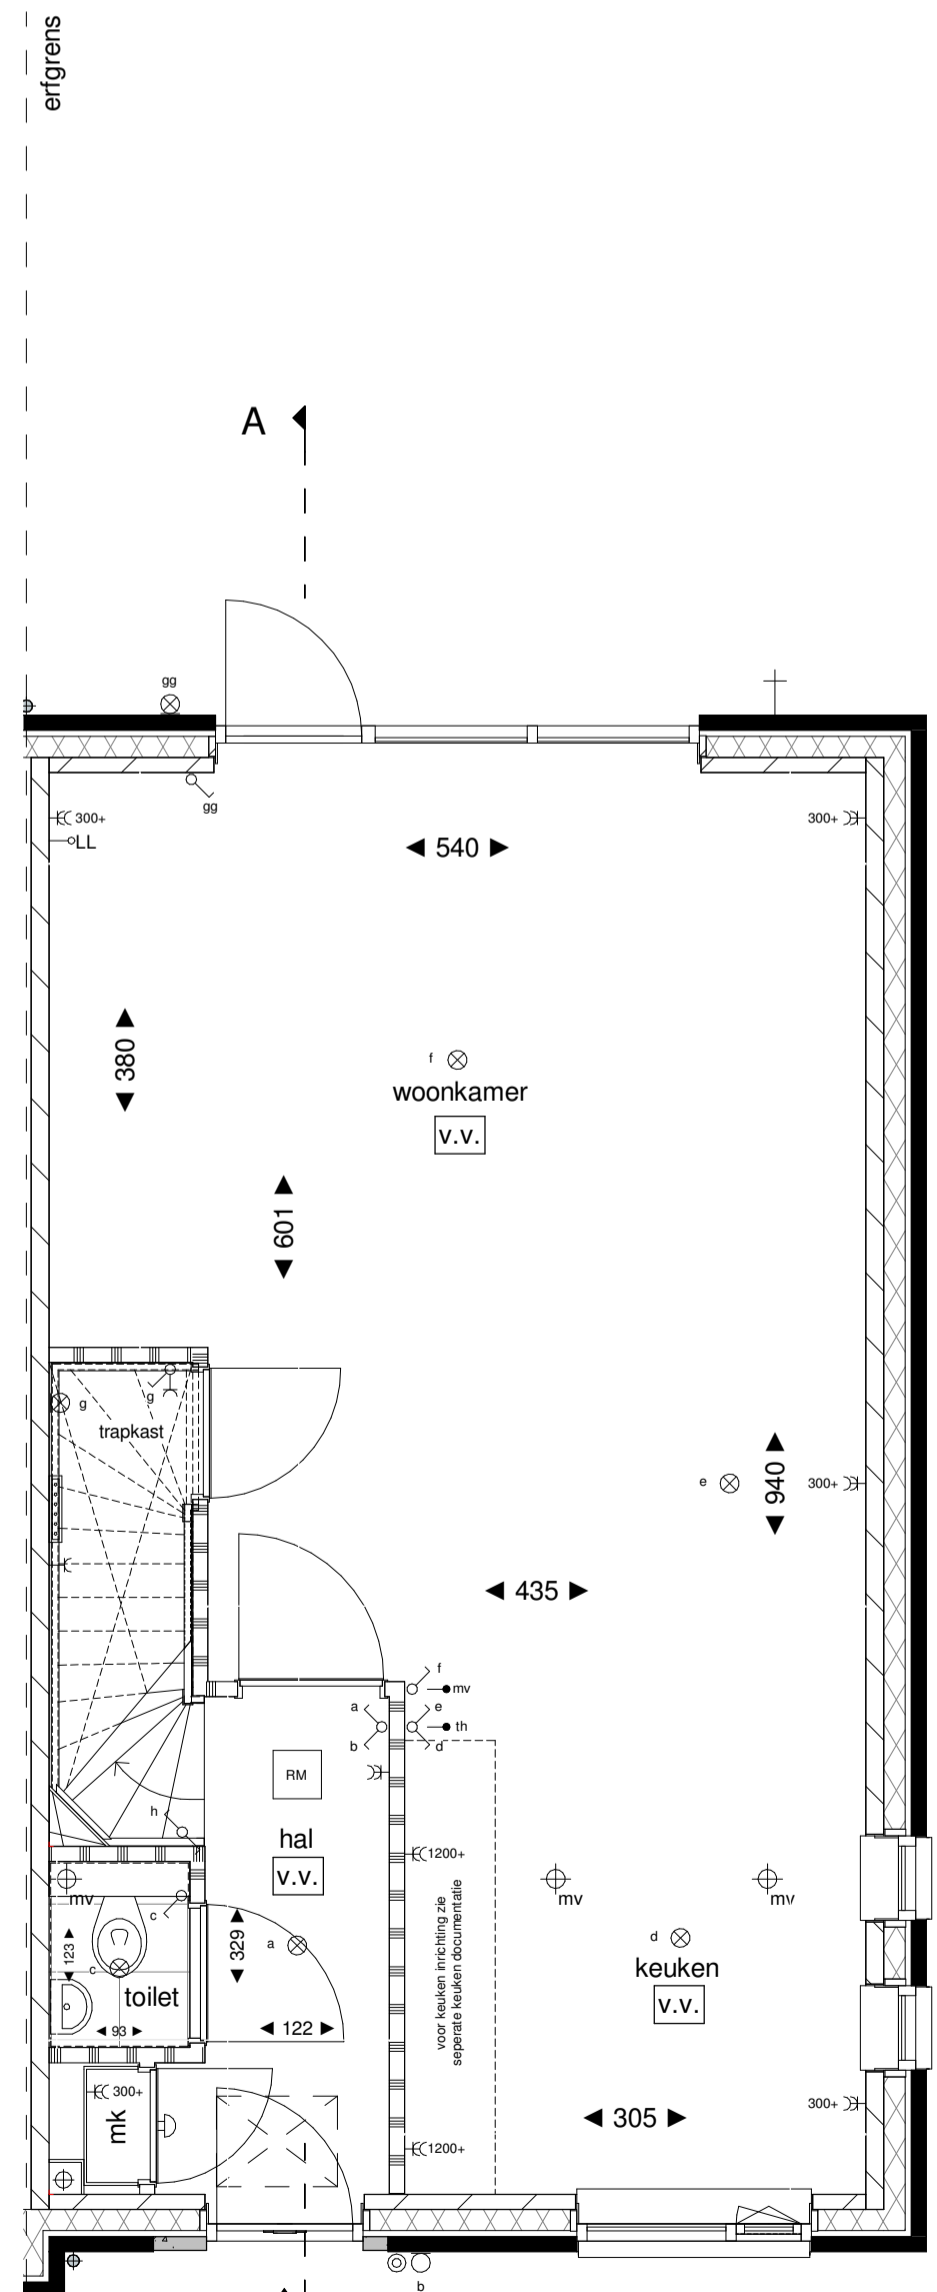 erfgrens
A
gg
gg
300+
LL
300+
540
380
f
woonkamer
v.v.
601
g
g
trapkast
e
300+
940
435
f
mv
a
e
th
b
d
RM
h
hal
v.v.
1200+
mv
c
mv
mv
voor keuken inrichting zie
seperate keuken documentatie
123
c
329
a
d
keuken
v.v.
toilet
93
122
300+
mk
300+
305
1200+
b